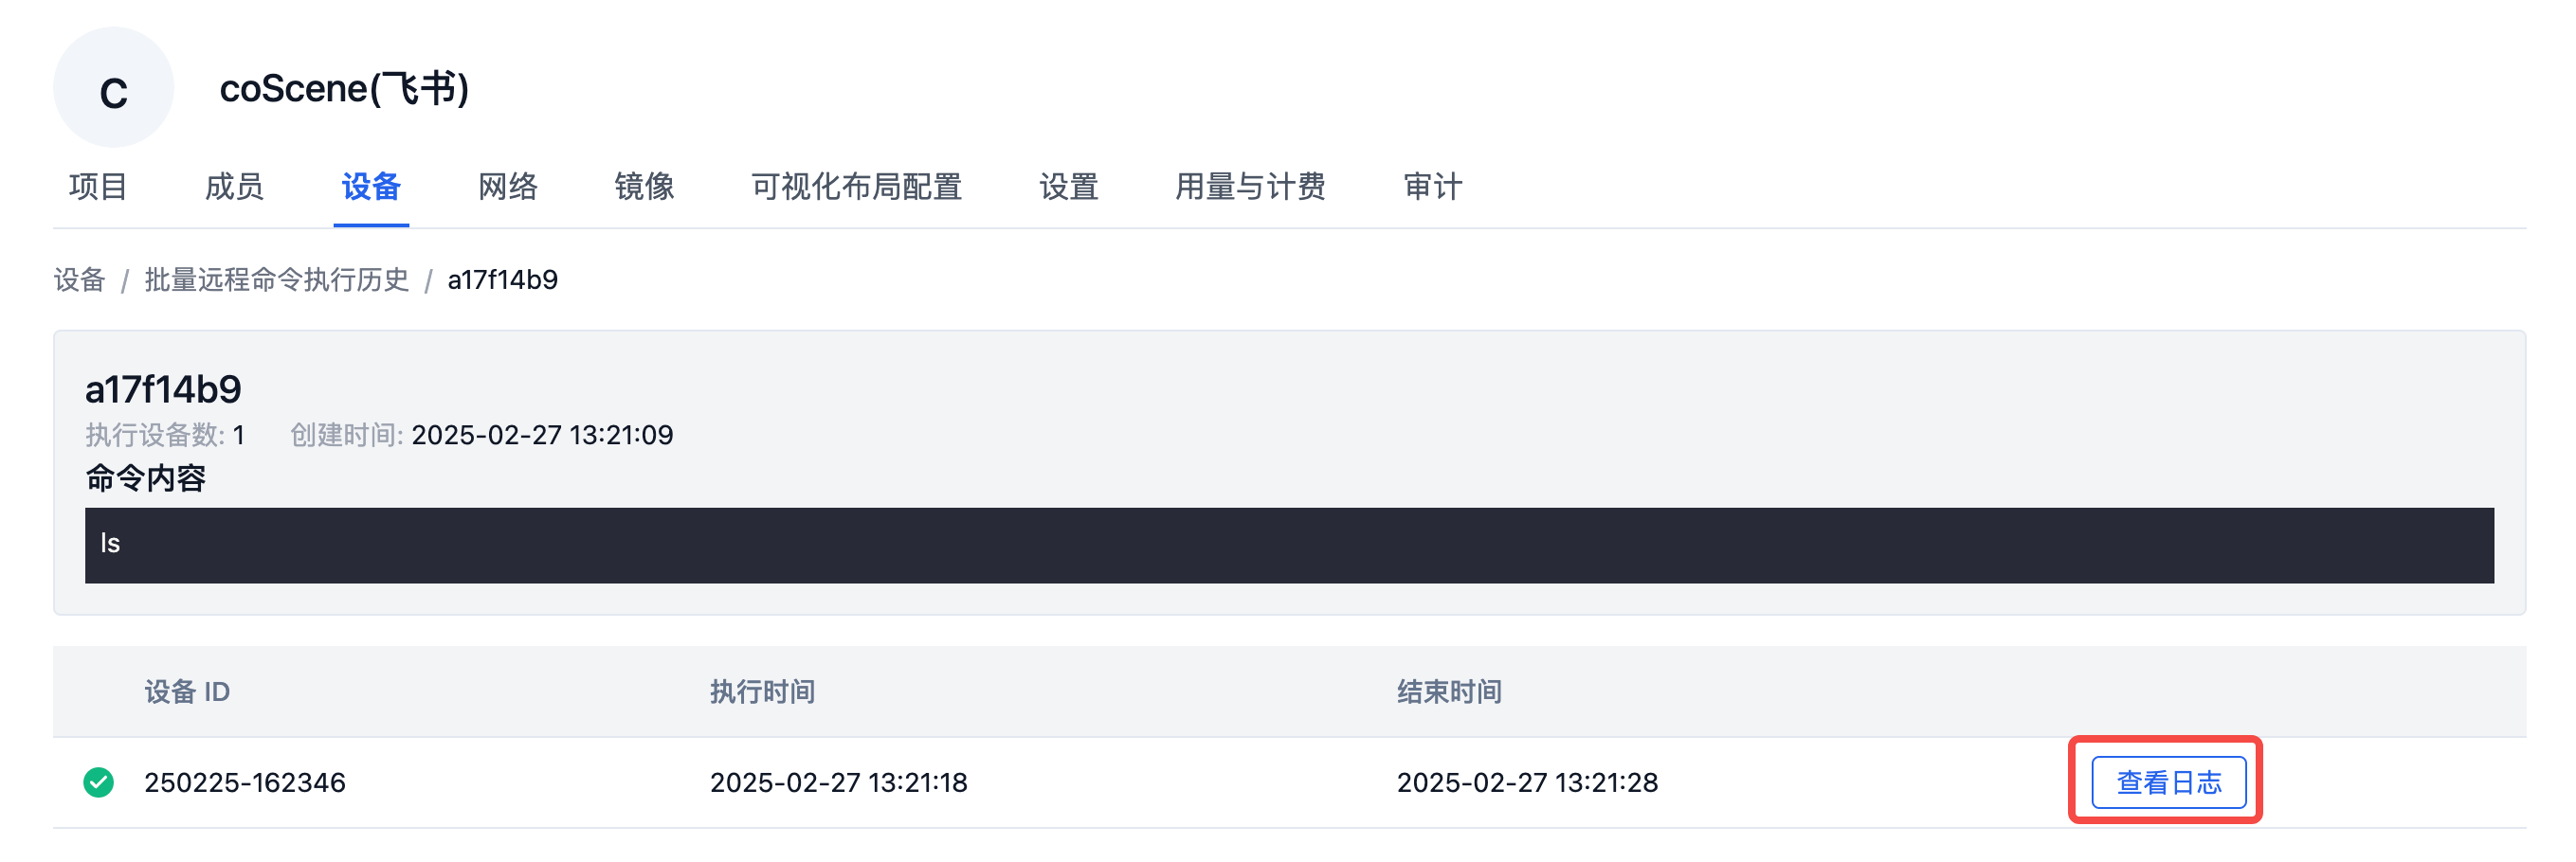 C
coScene(飞书)
项目 成员 设备 网络 镜像 可视化布局配置 设置 用量与计费 审计
设备 / 批量远程命令执行历史 / a17f14b9
a17f14b9
执行设备数: 1 创建时间: 2025-02-27 13:21:09
命令内容
ls
设备 ID 执行时间 结束时间
250225-162346 2025-02-27 13:21:18 2025-02-27 13:21:28 查看日志